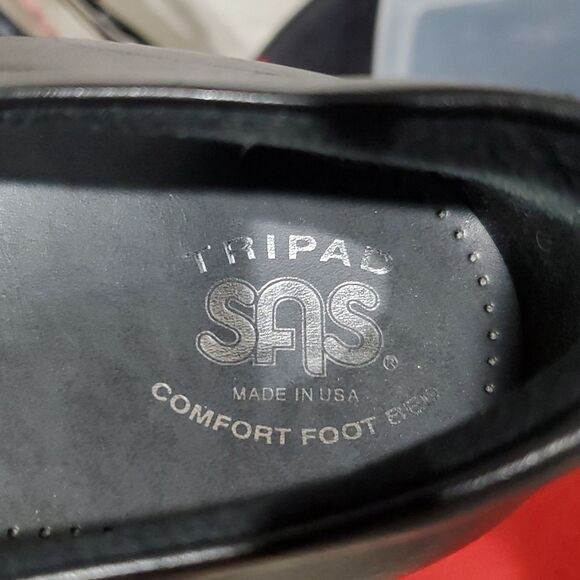 TRIPAD
SAS®
MADE IN USA
COMFORT FOOT BED